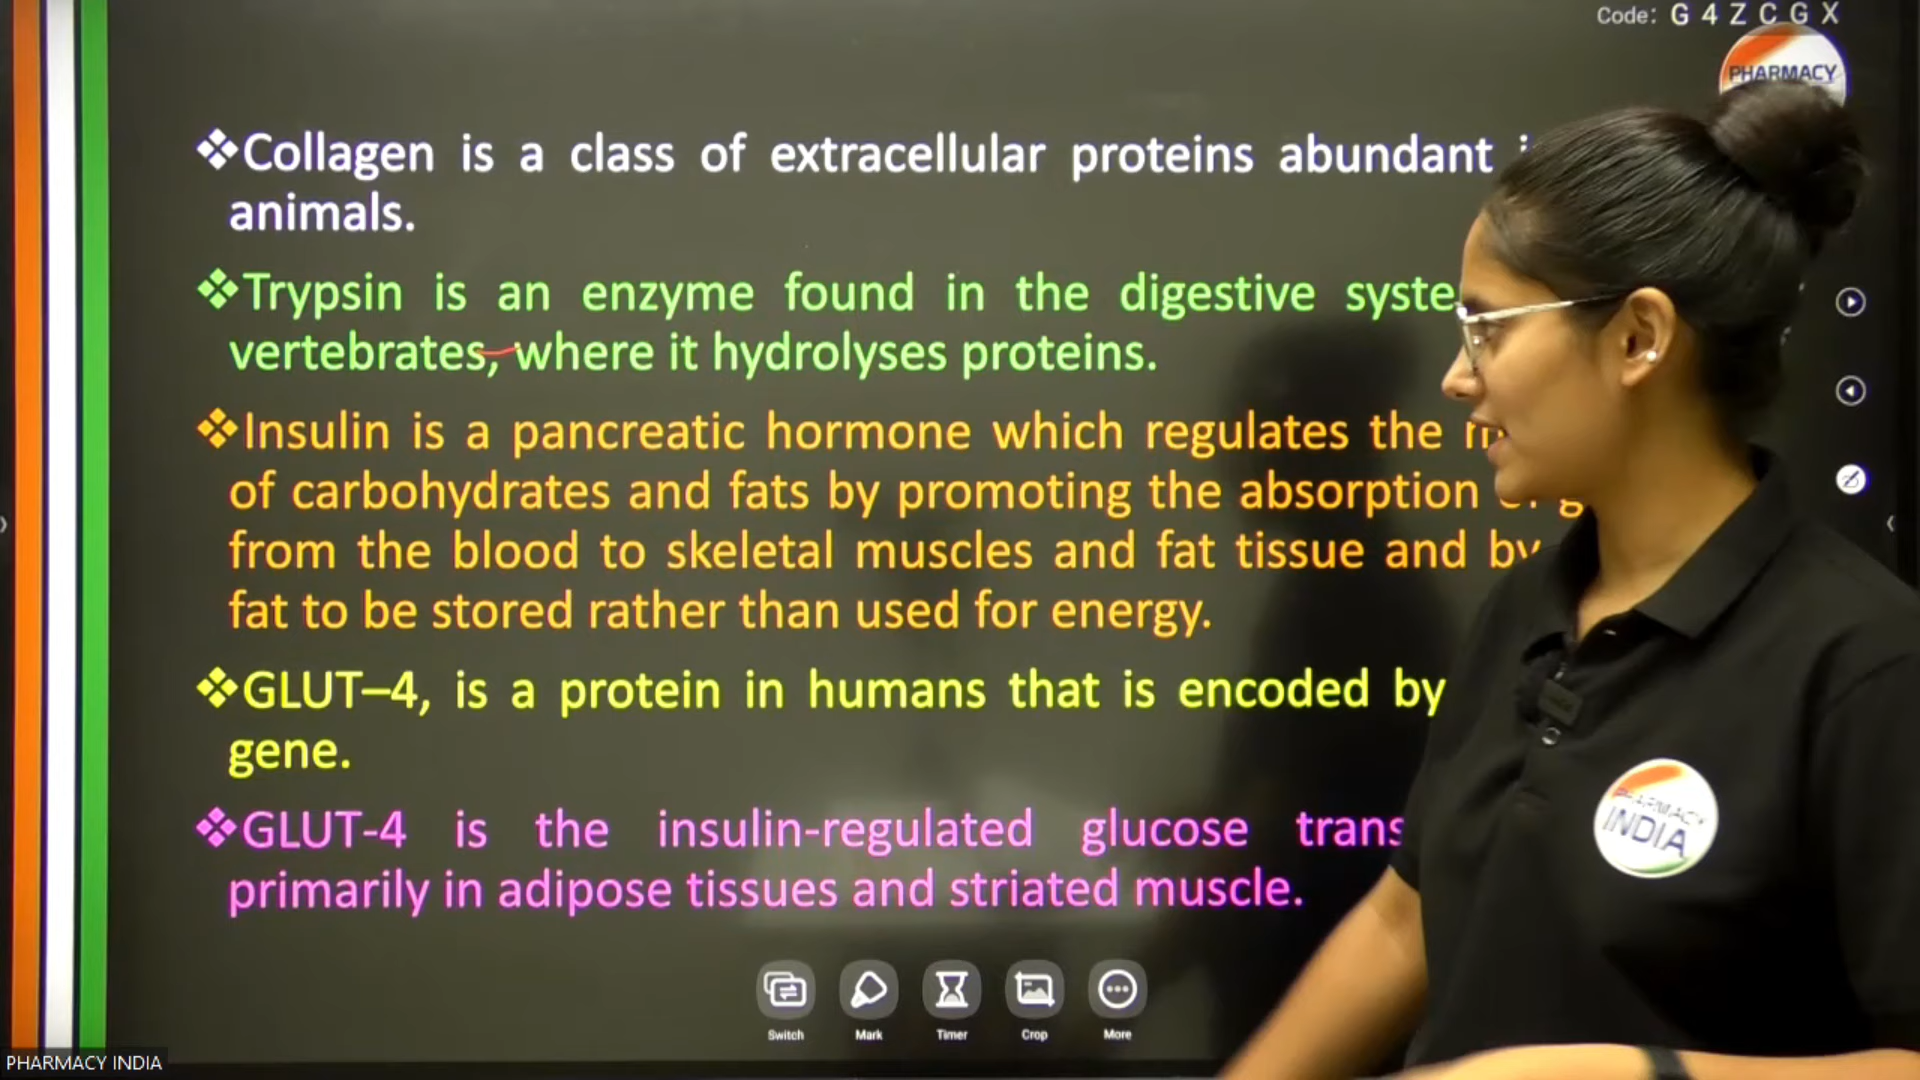 Code: G 4 Z C G X
PHARMACY
❖Collagen is a class of extracellular proteins abundant
animals.
❖Trypsin is an enzyme found in the digestive syste
vertebrates, where it hydrolyses proteins.
❖Insulin is a pancreatic hormone which regulates the
of carbohydrates and fats by promoting the absorption
from the blood to skeletal muscles and fat tissue and by
fat to be stored rather than used for energy.
❖GLUT–4, is a protein in humans that is encoded by
gene.
❖GLUT-4 is the insulin-regulated glucose trans
primarily in adipose tissues and striated muscle.
PHARMACY
INDIA
Switch Mark Timer Crop More
PHARMACY INDIA